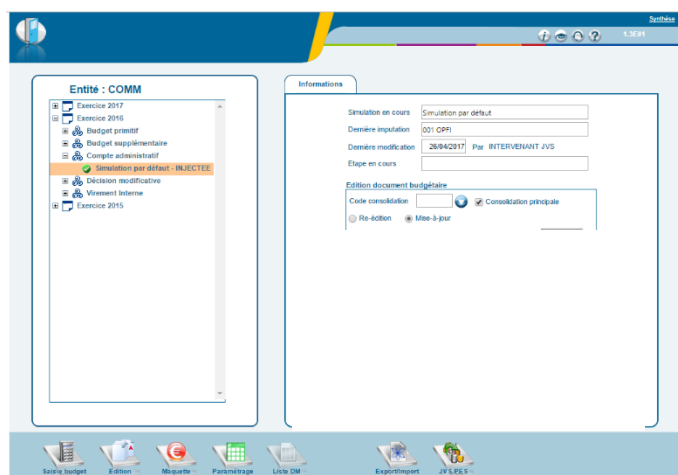 Synthèse
1.3E01
Entité : COMM
Exercice 2017
Exercice 2016
Budget primitif
Budget supplémentaire
Compte administratif
Simulation par défaut - INJECTEE
Décision modificative
Virement Interne
Exercice 2015
Informations
Simulation en cours Simulation par défaut
Dernière imputation 001 OPFI
Dernière modification 26/04/2017 Par INTERVENANT JVS
Etape en cours
Edition document budgétaire
Code consolidation Consolidation principale
Re-édition Mise-à-jour
Saisie budget Edition Maquette Paramétrage Liste DM Export/Import JVS.PES